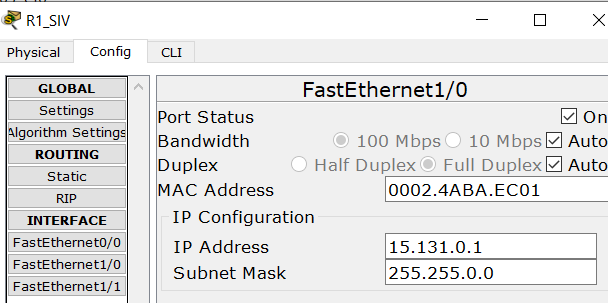 R1_SIV
Physical Config CLI
GLOBAL
Settings
Algorithm Settings
ROUTING
Static
RIP
INTERFACE
FastEthernet0/0
FastEthernet1/0
FastEthernet1/1
FastEthernet1/0
Port Status On
Bandwidth 100 Mbps 10 Mbps Auto
Duplex Half Duplex Full Duplex Auto
MAC Address 0002.4ABA.EC01
IP Configuration
IP Address 15.131.0.1
Subnet Mask 255.255.0.0